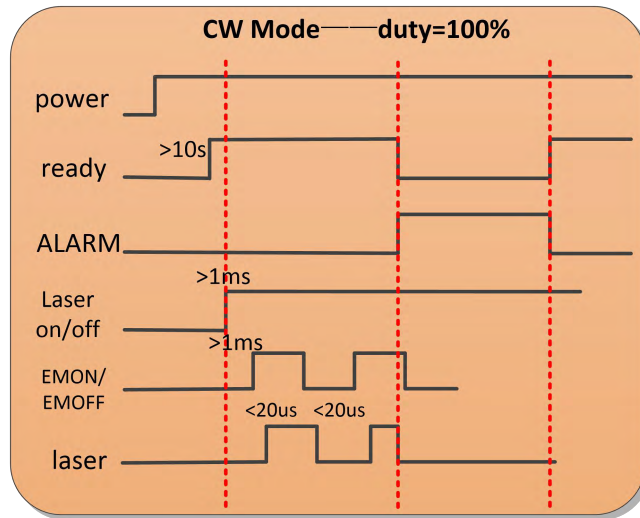 CW Mode——duty=100%
power
>10s
ready
ALARM
>1ms
Laser
on/off
>1ms
EMON/
EMOFF
<20us <20us
laser